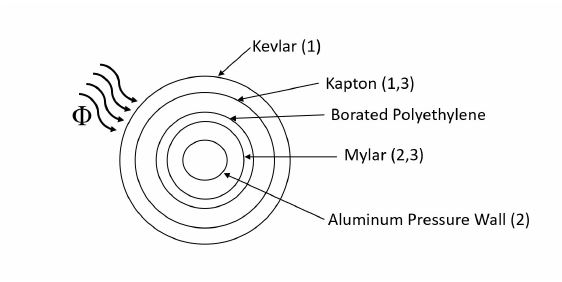 Kevlar (1)
Kapton (1,3)
Φ
Borated Polyethylene
Mylar (2,3)
Aluminum Pressure Wall (2)